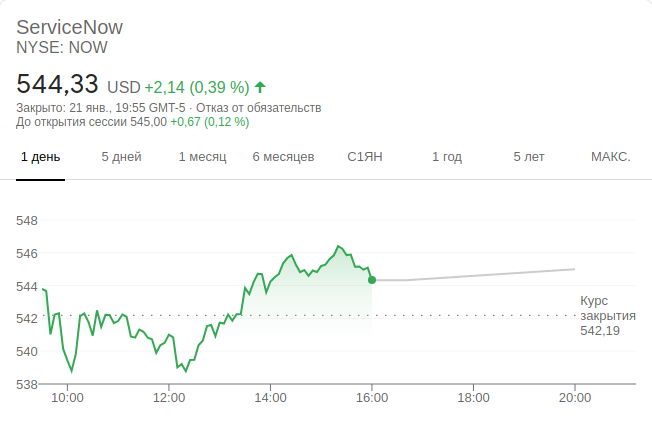 ServiceNow
NYSE: NOW
544,33 USD +2,14 (0,39 %)
Закрыто: 21 янв., 19:55 GMT-5 · Отказ от обязательств
До открытия сессии 545,00 +0,67 (0,12 %)
1 день 5 дней 1 месяц 6 месяцев С1ЯН 1 год 5 лет МАКС.
548
546
544
Курс
542 закрытия
542,19
540
538
10:00 12:00 14:00 16:00 18:00 20:00